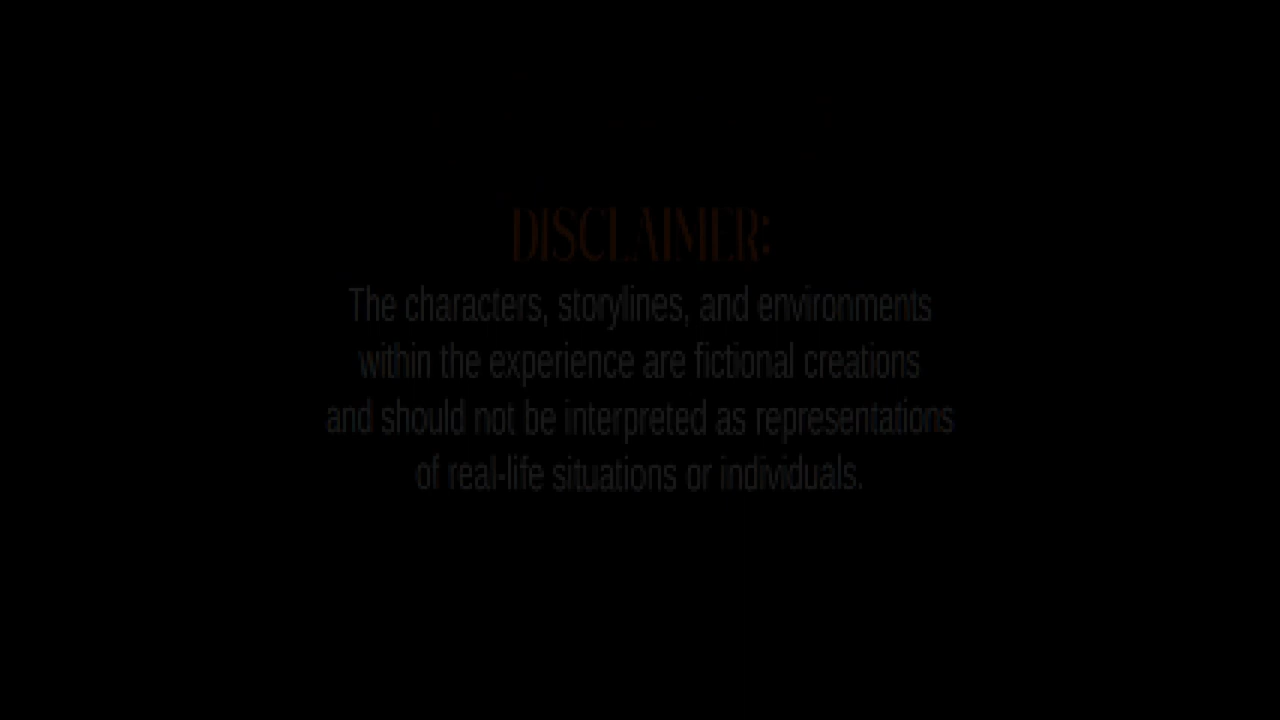 DISCLAIMER:
The characters, storylines, and environments
within the experience are fictional creations
and should not be interpreted as representations
of real-life situations or individuals.